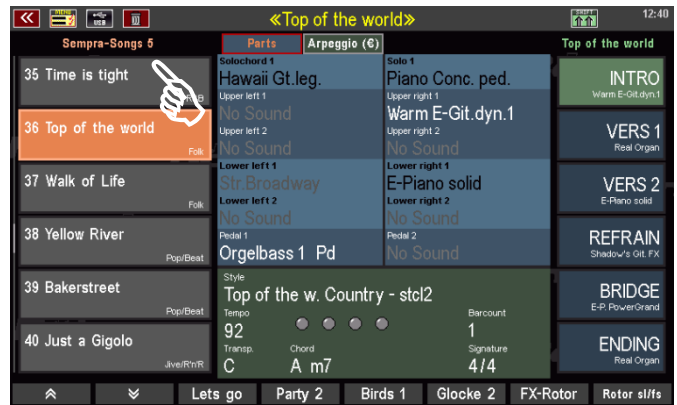 MENU
USB
«Top of the world»
SHIFT
12:40
Sempra-Songs 5
Parts
Arpeggio (€)
Top of the world
35 Time is tight
36 Top of the world
Folk
37 Walk of Life
Folk
38 Yellow River
Pop/Beat
39 Bakerstreet
Pop/Beat
40 Just a Gigolo
Jive/R'n'R
Solochord 1
Hawaii Gt.leg.
Solo 1
Piano Conc. ped.
Upper left 1
No Sound
Upper right 1
Warm E-Git.dyn.1
Upper left 2
No Sound
Upper right 2
No Sound
Lower left 1
Str.Broadway
Lower right 1
E-Piano solid
Lower left 2
No Sound
Lower right 2
No Sound
Pedal 1
Orgelbass 1 Pd
Pedal 2
No Sound
Style
Top of the w. Country - stcl2
Tempo
92
Barcount
1
Transp.
C
Chord
A m7
Signature
4/4
INTRO
Warm E-Git.dyn.1
VERS 1
Real Organ
VERS 2
E-Piano solid
REFRAIN
Shadow's Git. FX
BRIDGE
E-P. PowerGrand
ENDING
Real Organ
Lets go
Party 2
Birds 1
Glocke 2
FX-Rotor
Rotor sl/fs